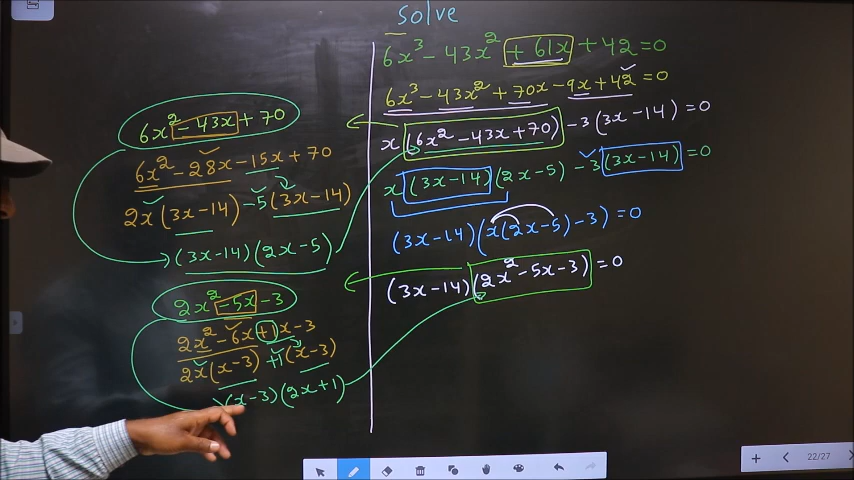 Solve
6x³ - 43x² + 61x + 42 = 0
6x³ - 43x² + 70x - 9x + 42 = 0
x (6x² - 43x + 70) - 3 (3x - 14) = 0
x (3x - 14) (2x - 5) - 3 (3x - 14) = 0
(3x - 14) (x (2x - 5) - 3) = 0
(3x - 14) (2x² - 5x - 3) = 0
6x² - 43x + 70
6x² - 28x - 15x + 70
2x (3x - 14) - 5 (3x - 14)
(3x - 14) (2x - 5)
2x² - 5x - 3
2x² - 6x + 1x - 3
2x (x - 3) + 1 (x - 3)
(x - 3) (2x + 1)
22/27